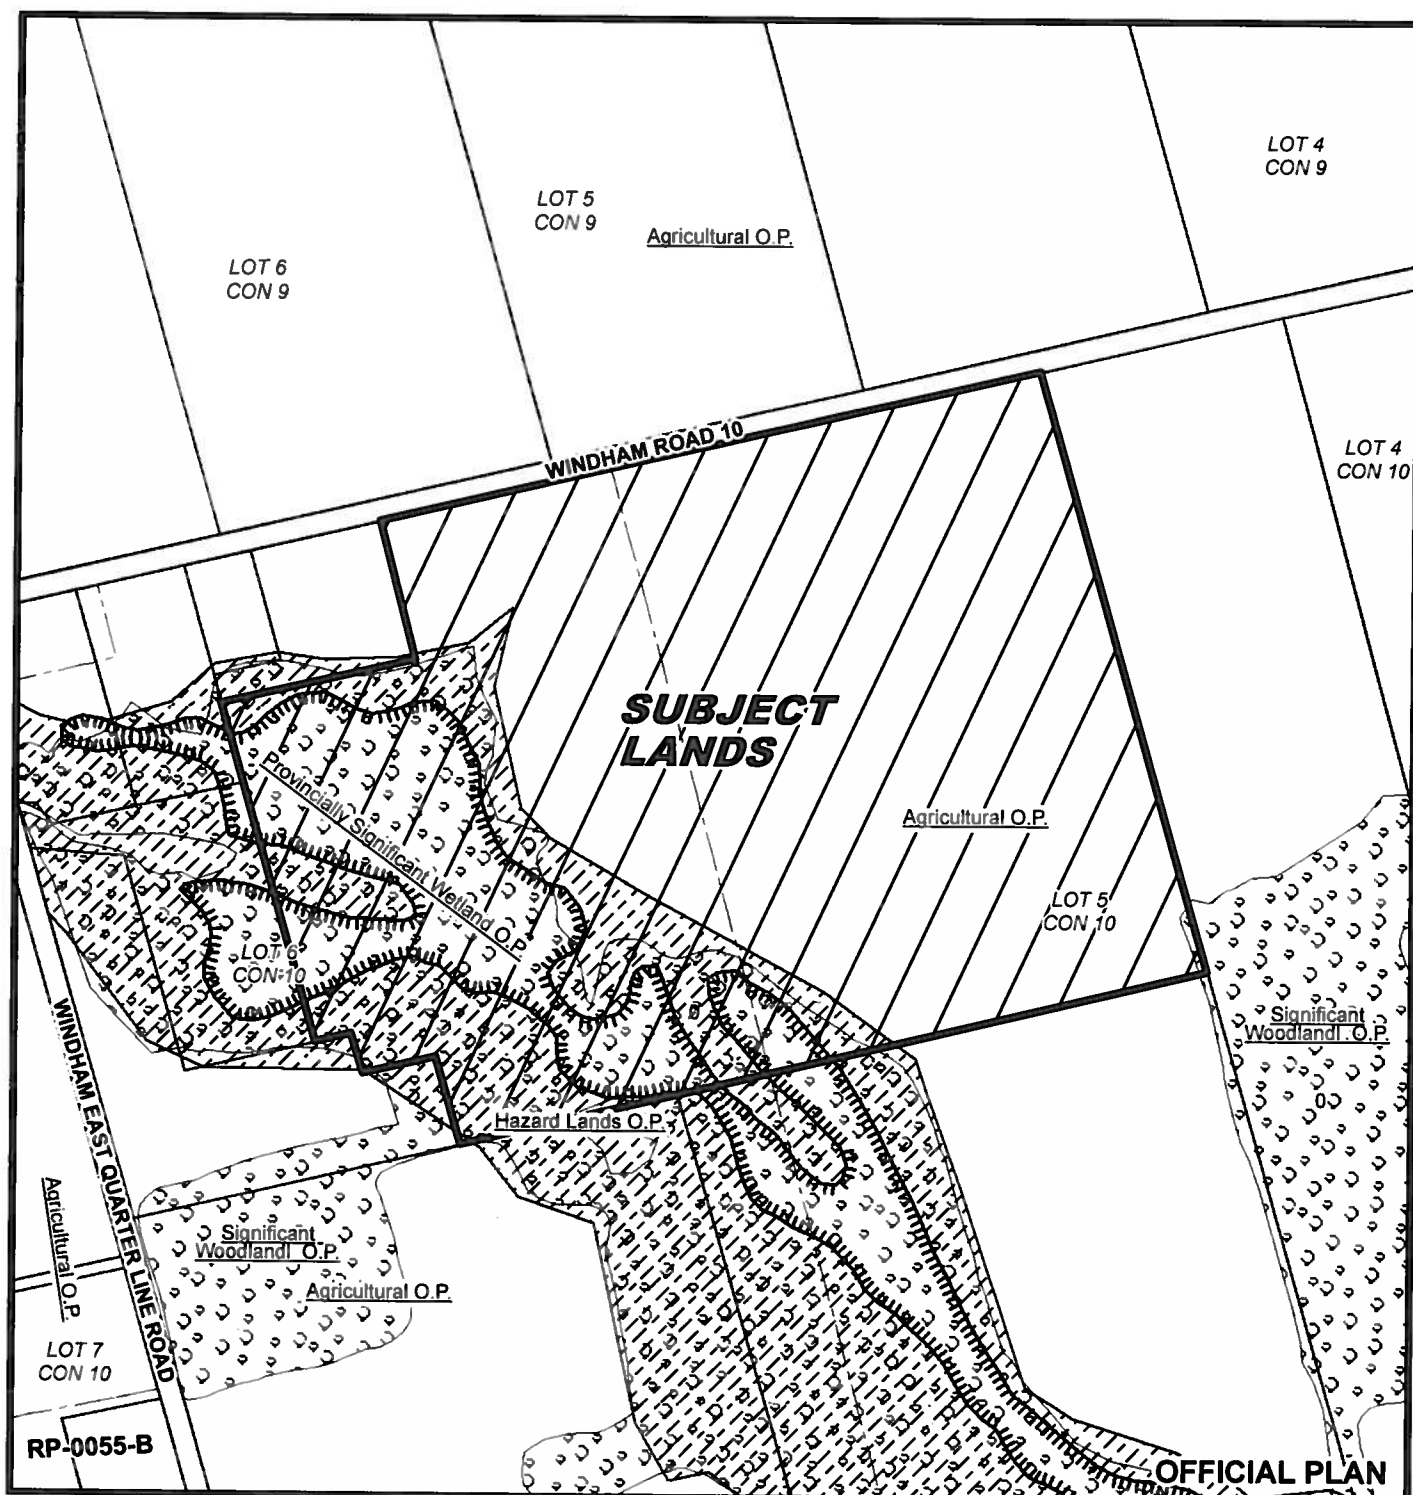 LOT 4
CON 9
LOT 5
CON 9
Agricultural O.P.
LOT 6
CON 9
WINDHAM ROAD 10
LOT 4
CON 10
SUBJECT
LANDS
Provincially Significant Wetland O.P.
Agricultural O.P.
LOT 5
CON 10
LOT 6
CON 10
Significant
Woodland O.P.
WINDHAM EAST QUARTER LINE ROAD
Hazard Lands O.P.
Agricultural O.P.
Significant
Woodland O.P.
Agricultural O.P.
LOT 7
CON 10
RP-0055-B
OFFICIAL PLAN